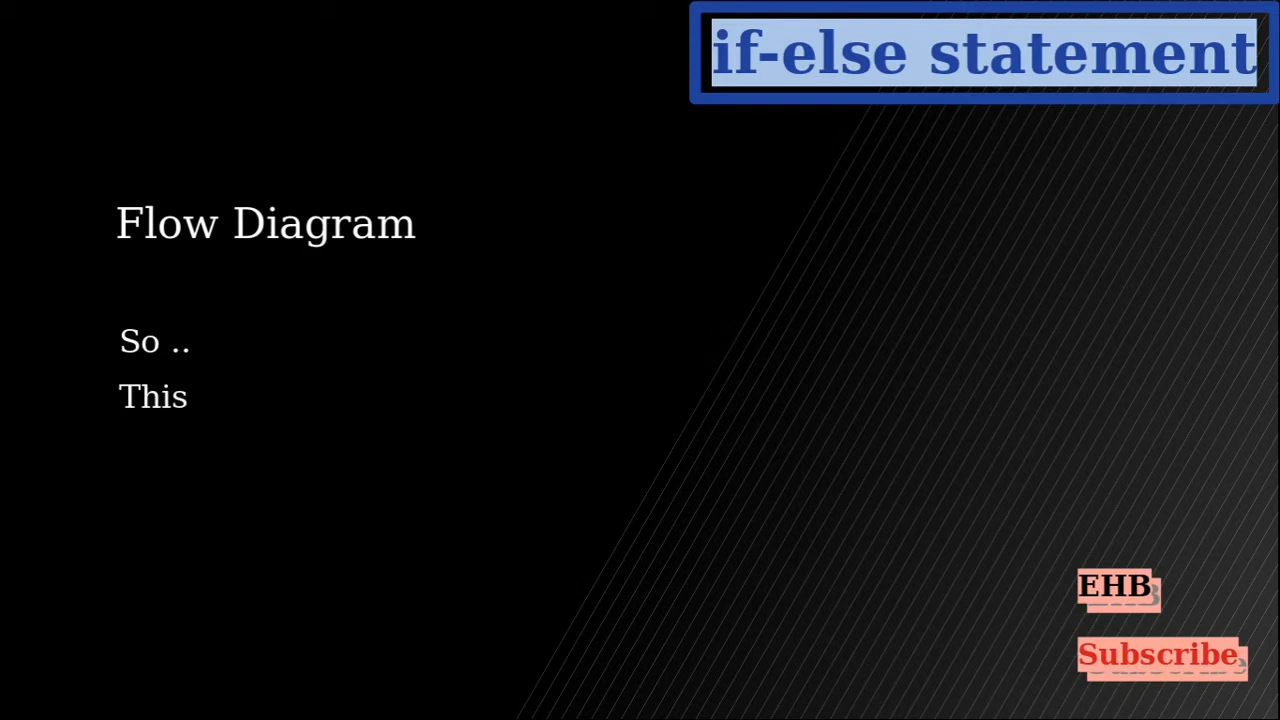 if-else statement
Flow Diagram
So ..
This
EHB
Subscribe